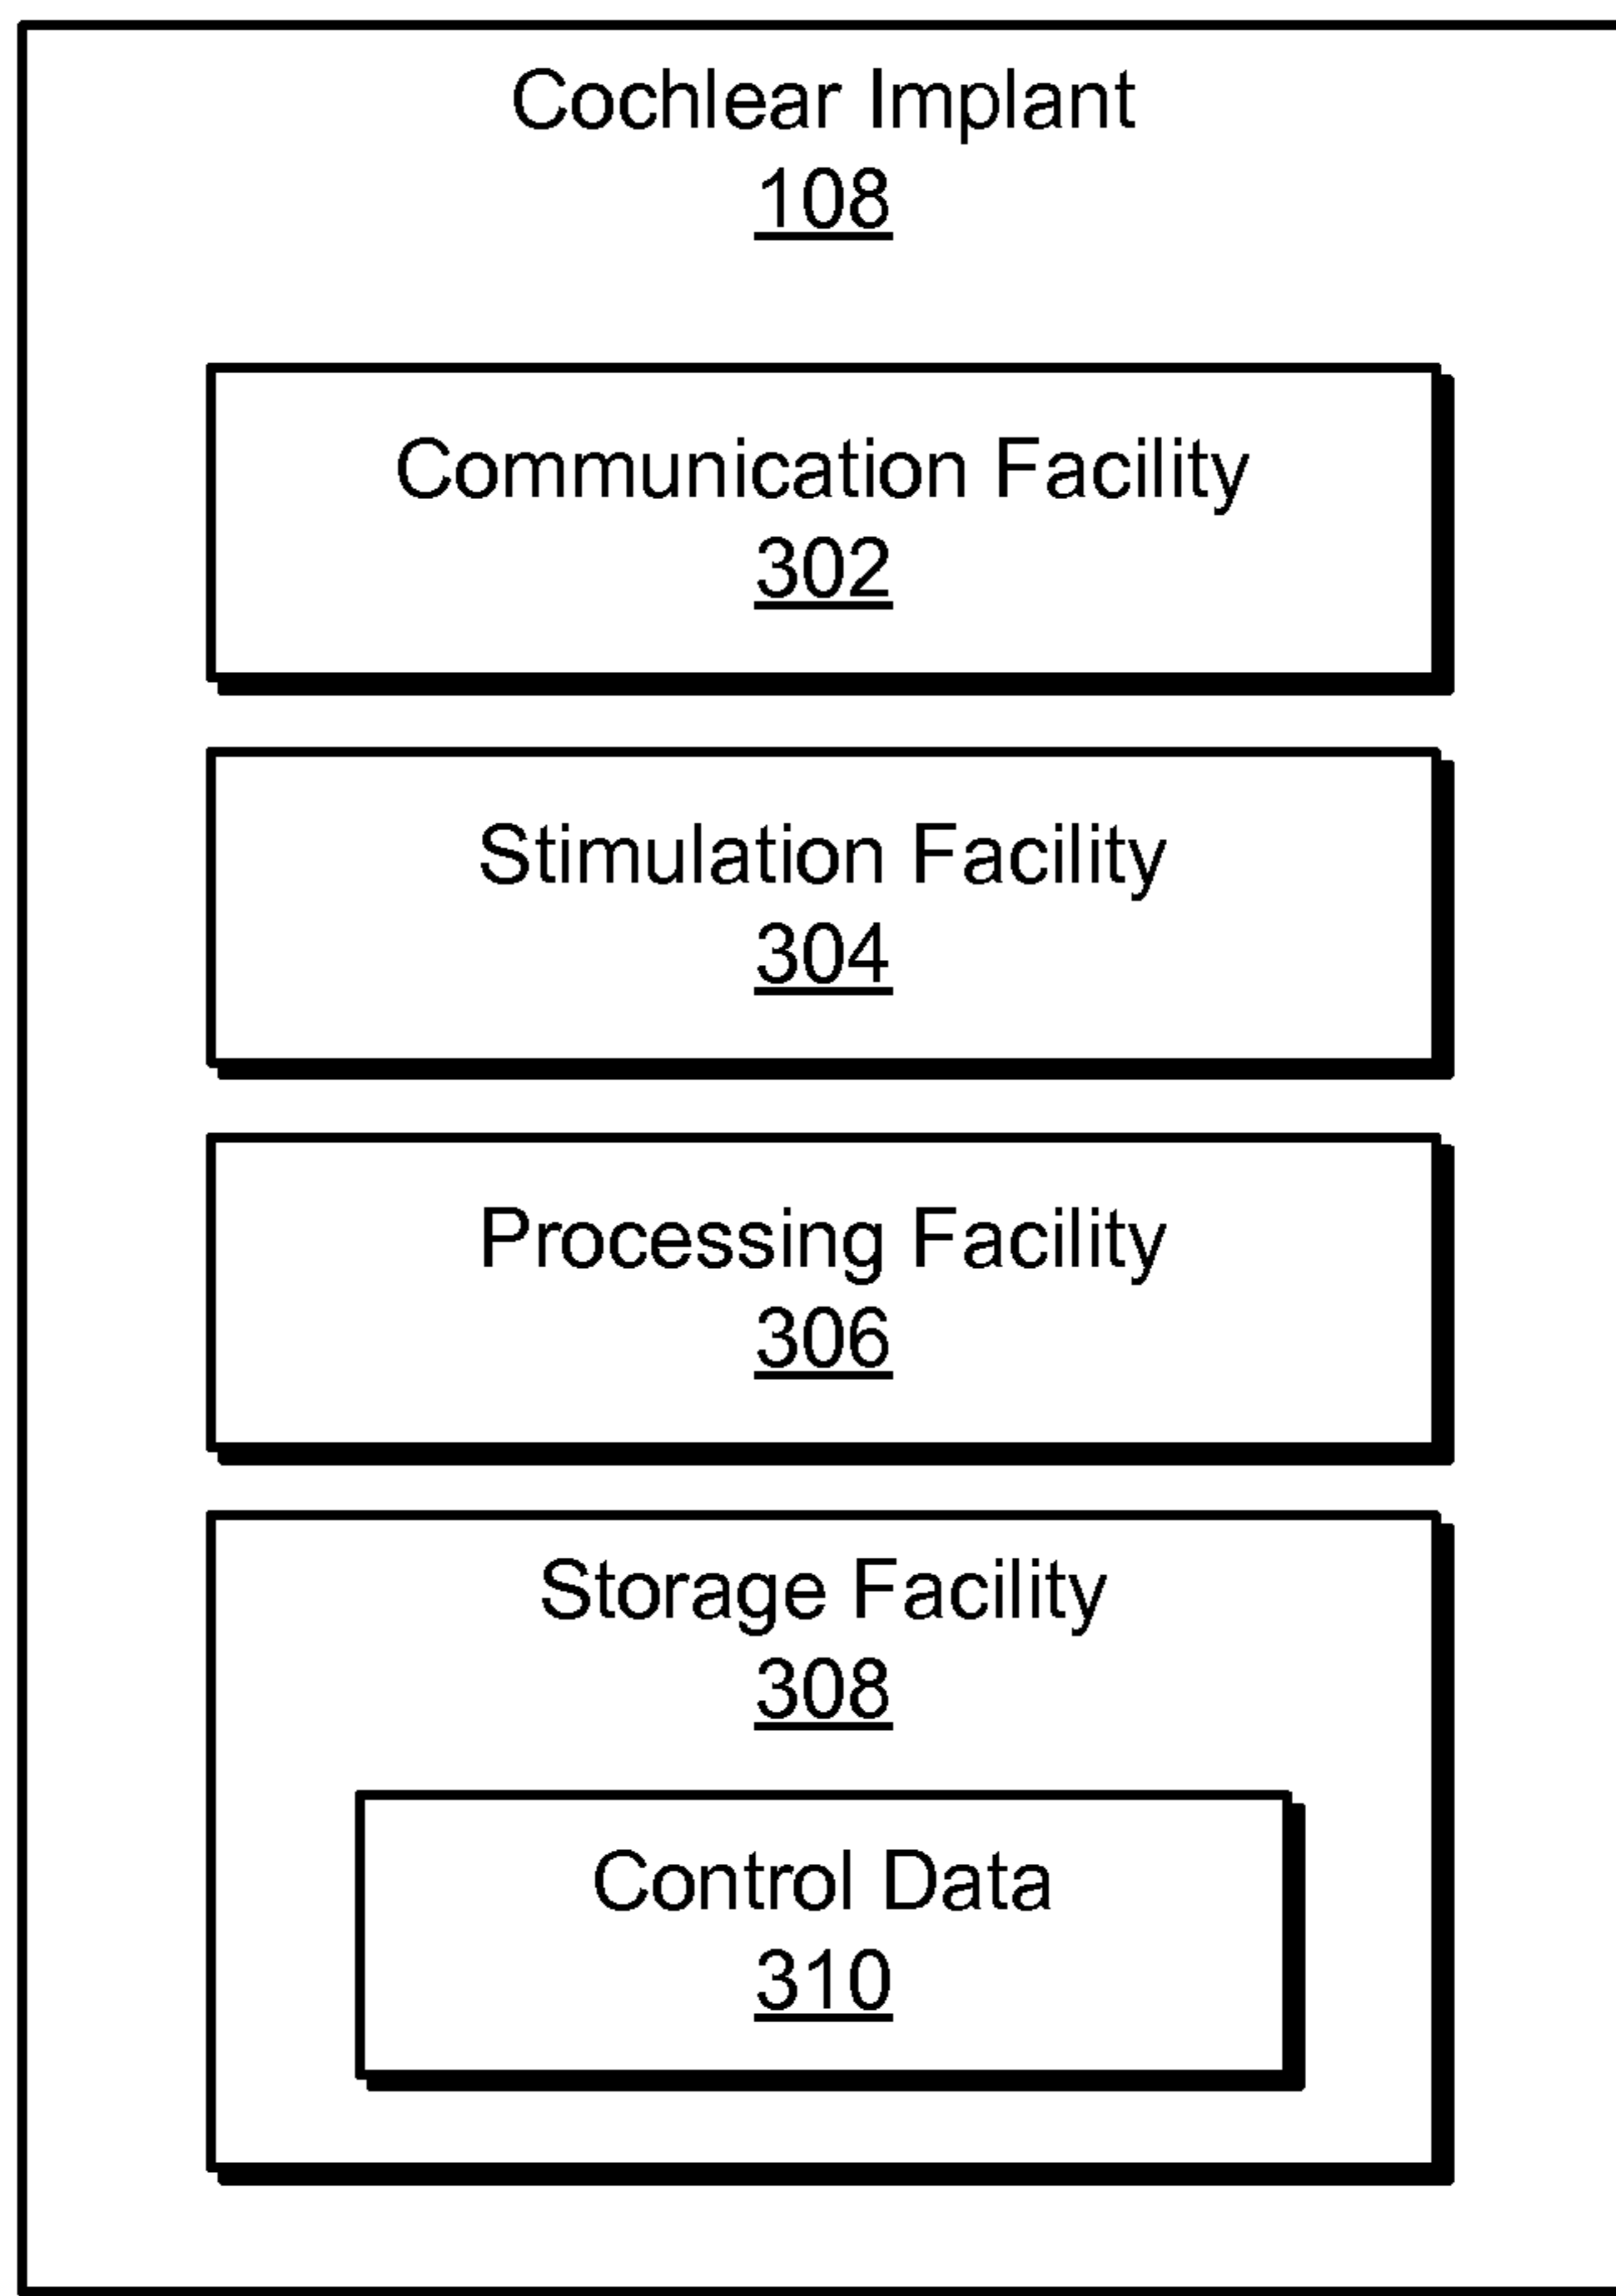 Cochlear Implant
108
Communication Facility
302
Stimulation Facility
304
Processing Facility
306
Storage Facility
308
Control Data
310